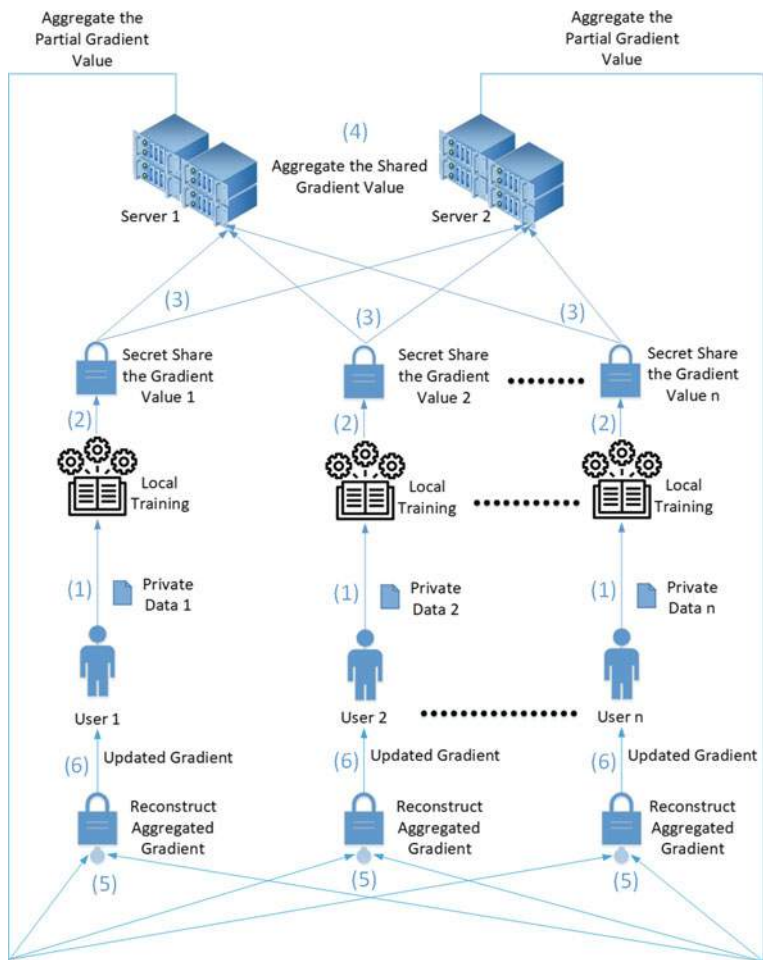 Aggregate the
Partial Gradient
Value
Aggregate the
Partial Gradient
Value
(4)
Aggregate the Shared
Gradient Value
Server 1
Server 2
(3)
(3)
(3)
Secret Share
the Gradient
Value 1
Secret Share
the Gradient
Value 2
Secret Share
the Gradient
Value n
(2)
(2)
(2)
Local
Training
Local
Training
Local
Training
(1)
Private
Data 1
(1)
Private
Data 2
(1)
Private
Data n
User 1
User 2
User n
(6)
Updated Gradient
(6)
Updated Gradient
(6)
Updated Gradient
Reconstruct
Aggregated
Gradient
Reconstruct
Aggregated
Gradient
Reconstruct
Aggregated
Gradient
(5)
(5)
(5)